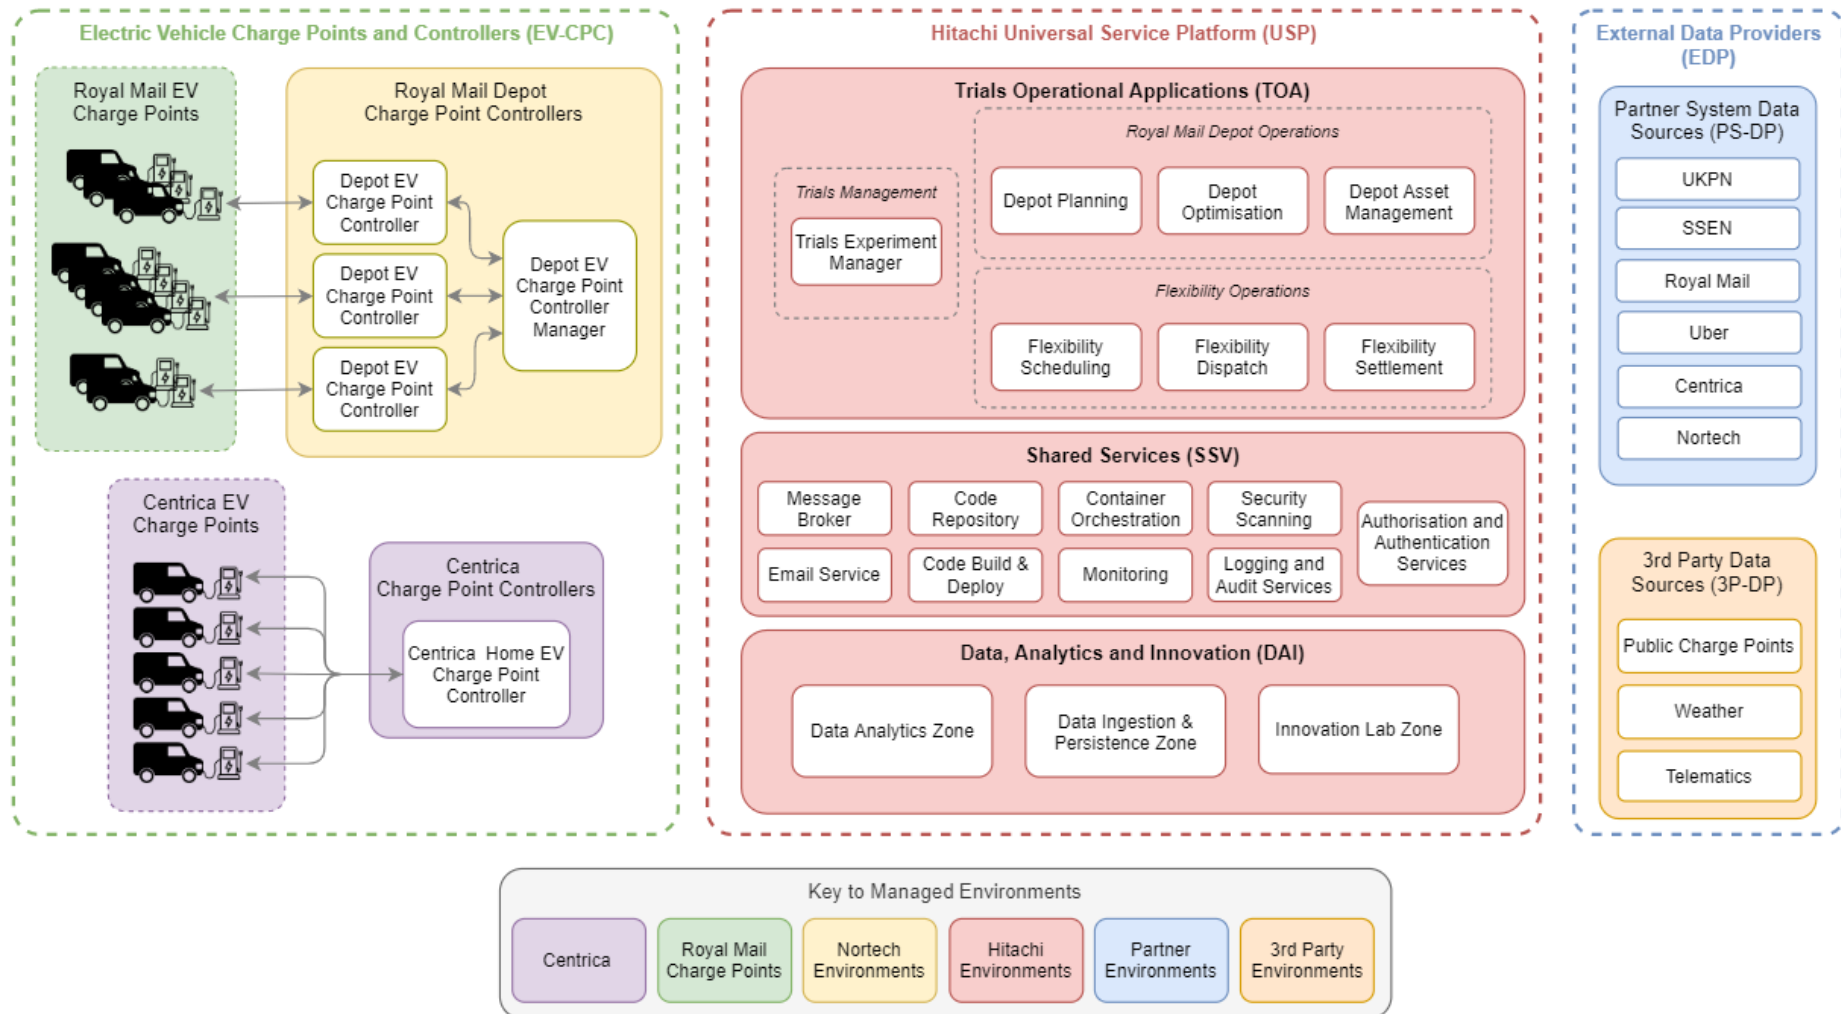 Electric Vehicle Charge Points and Controllers (EV-CPC)
Royal Mail EV
Charge Points
Royal Mail Depot
Charge Point Controllers
Depot EV
Charge Point
Controller
Depot EV
Charge Point
Controller
Depot EV
Charge Point
Controller
Depot EV
Charge Point
Controller
Manager
Centrica EV
Charge Points
Centrica
Charge Point Controllers
Centrica Home EV
Charge Point
Controller
Hitachi Universal Service Platform (USP)
Trials Operational Applications (TOA)
Trials Management
Trials Experiment
Manager
Royal Mail Depot Operations
Depot Planning
Depot
Optimisation
Depot Asset
Management
Flexibility Operations
Flexibility
Scheduling
Flexibility
Dispatch
Flexibility
Settlement
Shared Services (SSV)
Message
Broker
Code
Repository
Container
Orchestration
Security
Scanning
Authorisation and
Authentication
Services
Email Service
Code Build &
Deploy
Monitoring
Logging and
Audit Services
Data, Analytics and Innovation (DAI)
Data Analytics Zone
Data Ingestion &
Persistence Zone
Innovation Lab Zone
External Data Providers
(EDP)
Partner System Data
Sources (PS-DP)
UKPN
SSEN
Royal Mail
Uber
Centrica
Nortech
3rd Party Data
Sources (3P-DP)
Public Charge Points
Weather
Telematics
Key to Managed Environments
Centrica
Royal Mail
Charge Points
Nortech
Environments
Hitachi
Environments
Partner
Environments
3rd Party
Environments